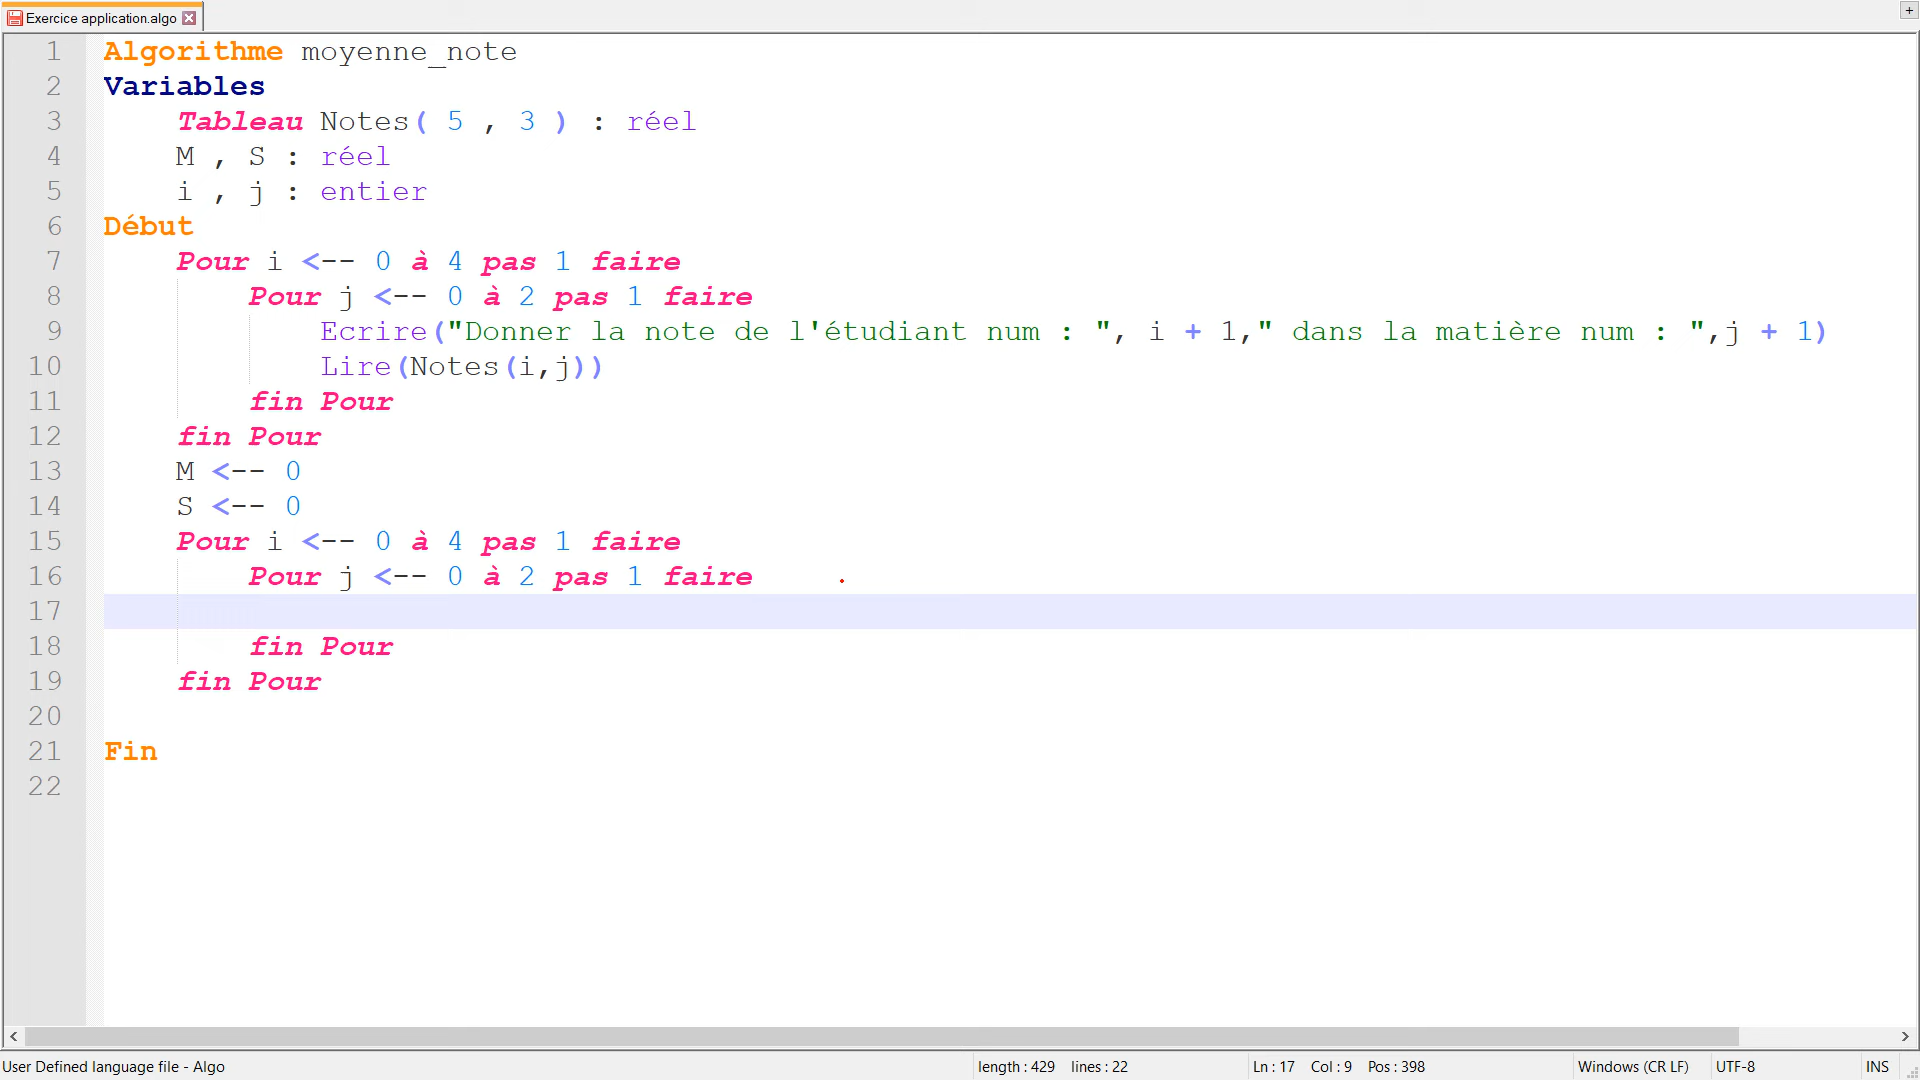 Exercice application.algo
1 Algorithme moyenne_note
2 Variables
3 Tableau Notes( 5 , 3 ) : réel
4 M , S : réel
5 i , j : entier
6 Début
7 Pour i <-- 0 à 4 pas 1 faire
8 Pour j <-- 0 à 2 pas 1 faire
9 Ecrire("Donner la note de l'étudiant num : ", i + 1," dans la matière num : ",j + 1)
10 Lire(Notes(i,j))
11 fin Pour
12 fin Pour
13 M <-- 0
14 S <-- 0
15 Pour i <-- 0 à 4 pas 1 faire
16 Pour j <-- 0 à 2 pas 1 faire
17
18 fin Pour
19 fin Pour
20
21 Fin
22
User Defined language file - Algo length : 429 lines : 22 Ln : 17 Col : 9 Pos : 398 Windows (CR LF) UTF-8 INS